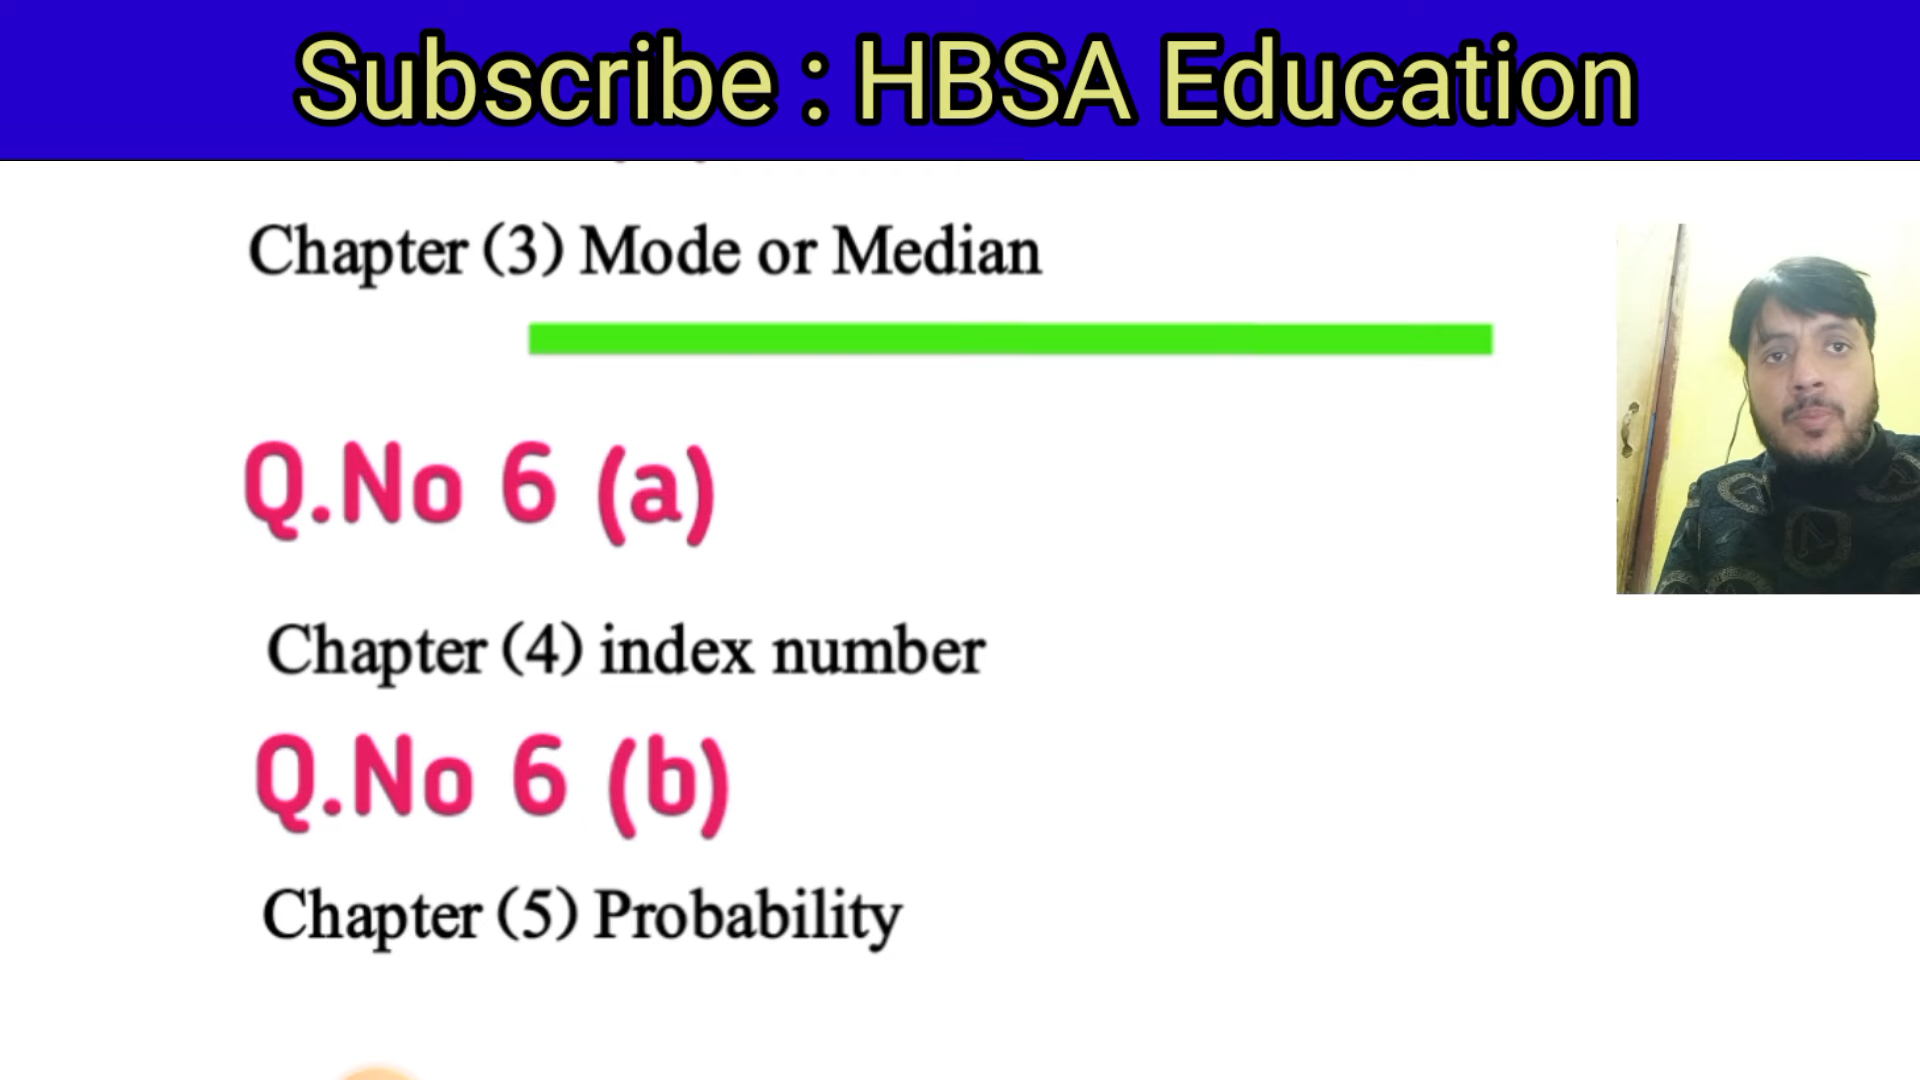 Subscribe : HBSA Education
Chapter (3) Mode or Median
Q.No 6 (a)
Chapter (4) index number
Q.No 6 (b)
Chapter (5) Probability